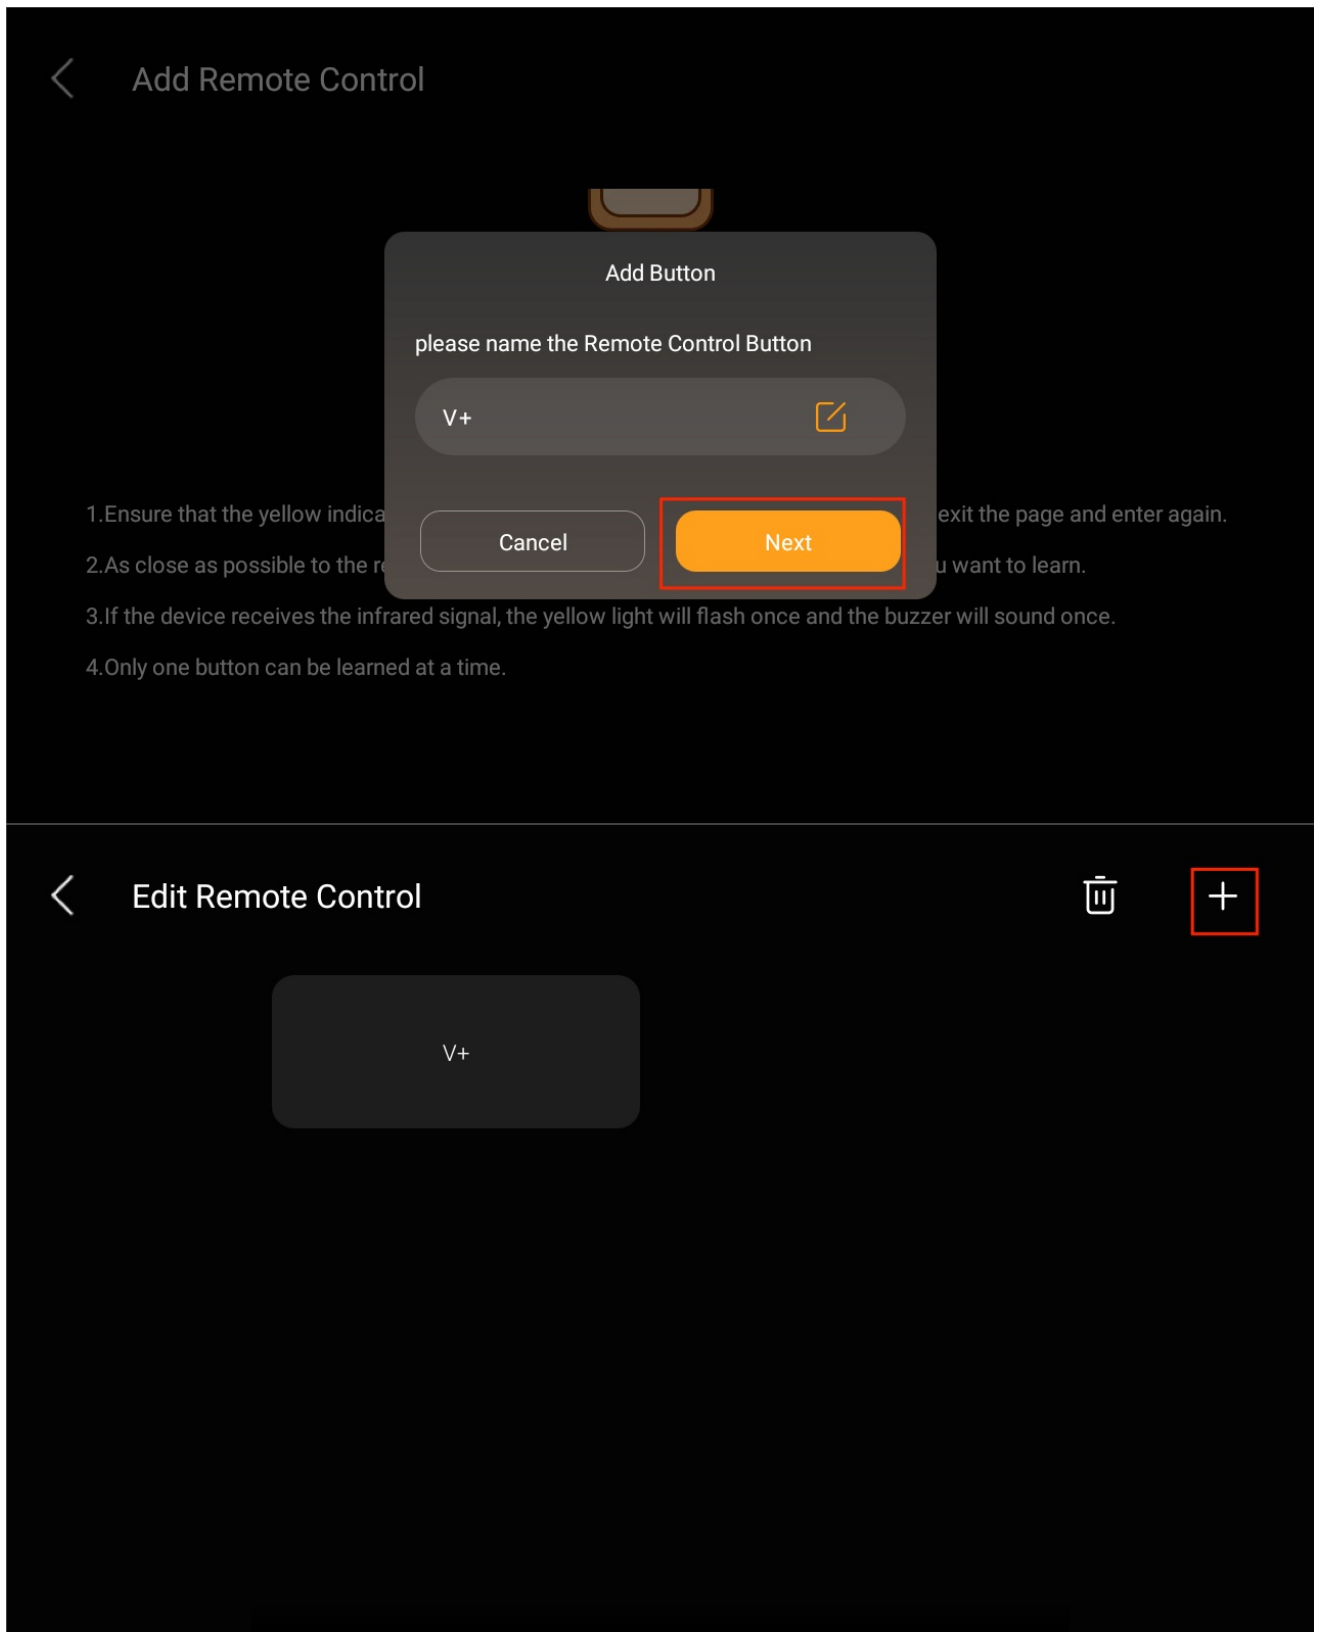 Add Remote Control
Add Button
please name the Remote Control Button
V+
Cancel
Next
1.Ensure that the yellow indica exit the page and enter again.
2.As close as possible to the re u want to learn.
3.If the device receives the infrared signal, the yellow light will flash once and the buzzer will sound once.
4.Only one button can be learned at a time.
Edit Remote Control
V+